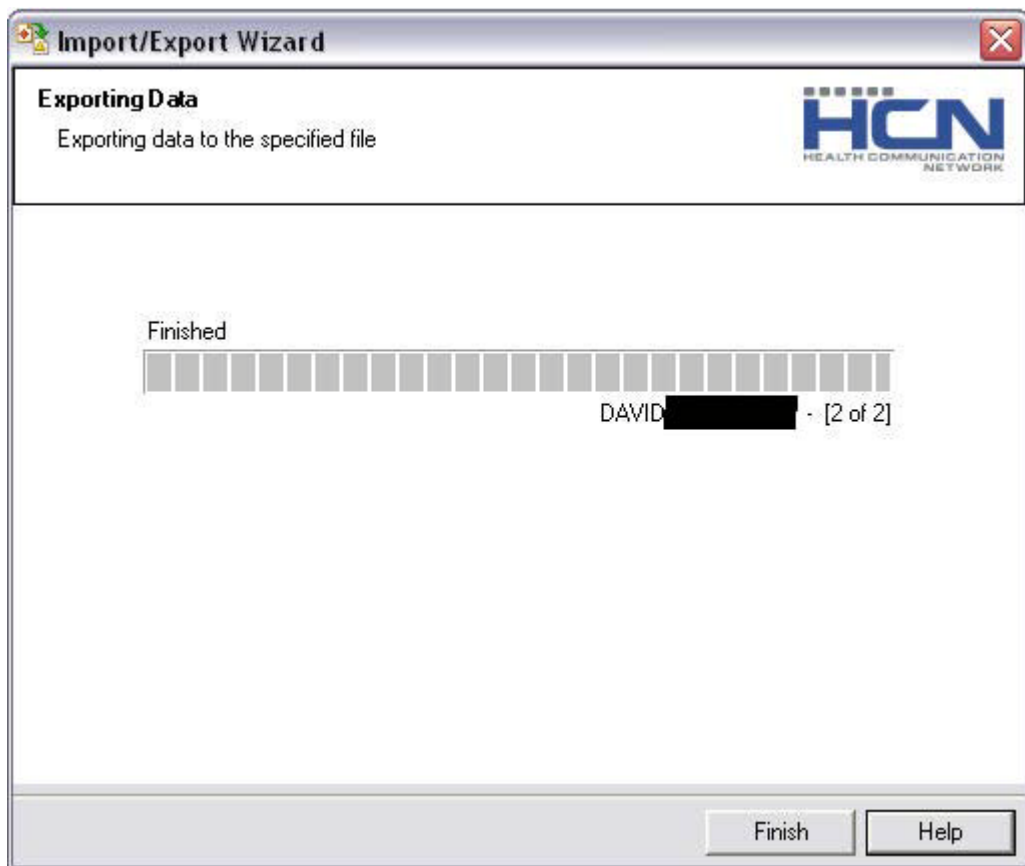 Import/Export Wizard
Exporting Data
Exporting data to the specified file
HCN
HEALTH COMMUNICATION
NETWORK
Finished
DAVID - [2 of 2]
Finish
Help